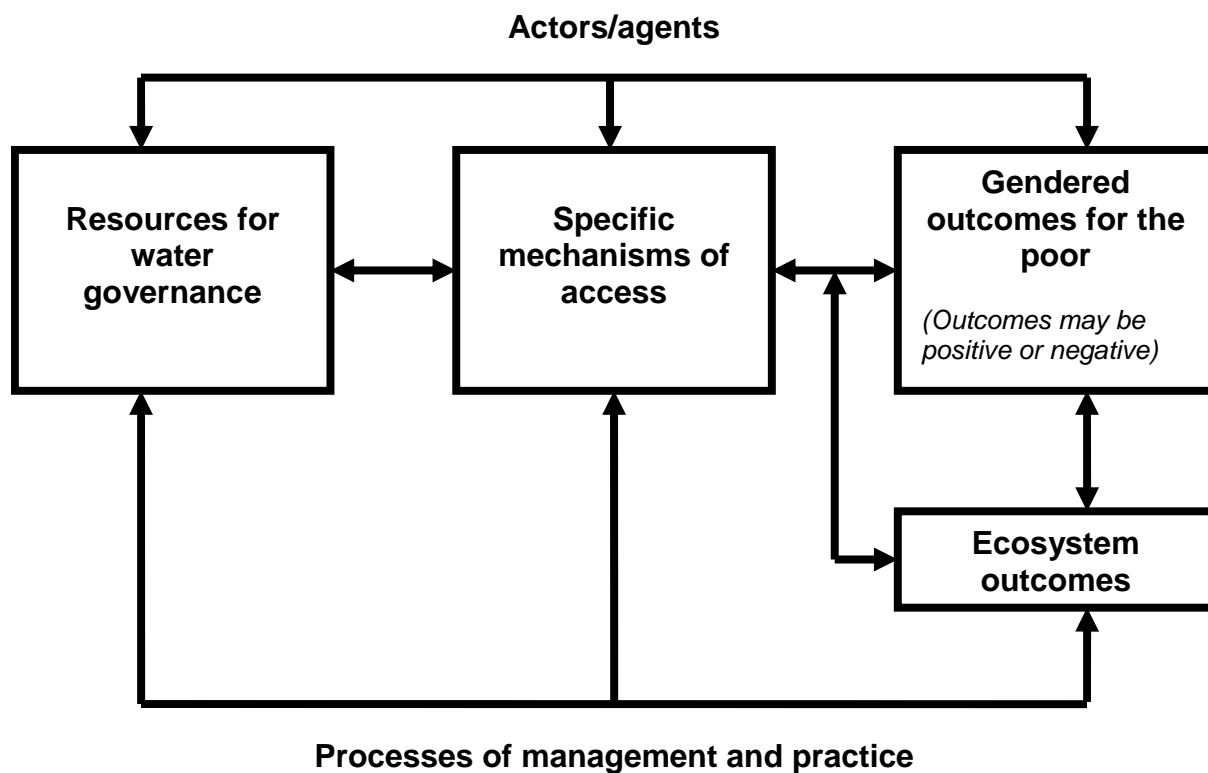 Actors/agents
Resources for
water
governance
Specific
mechanisms of
access
Gendered
outcomes for the
poor
(Outcomes may be
positive or negative)
Ecosystem
outcomes
Processes of management and practice